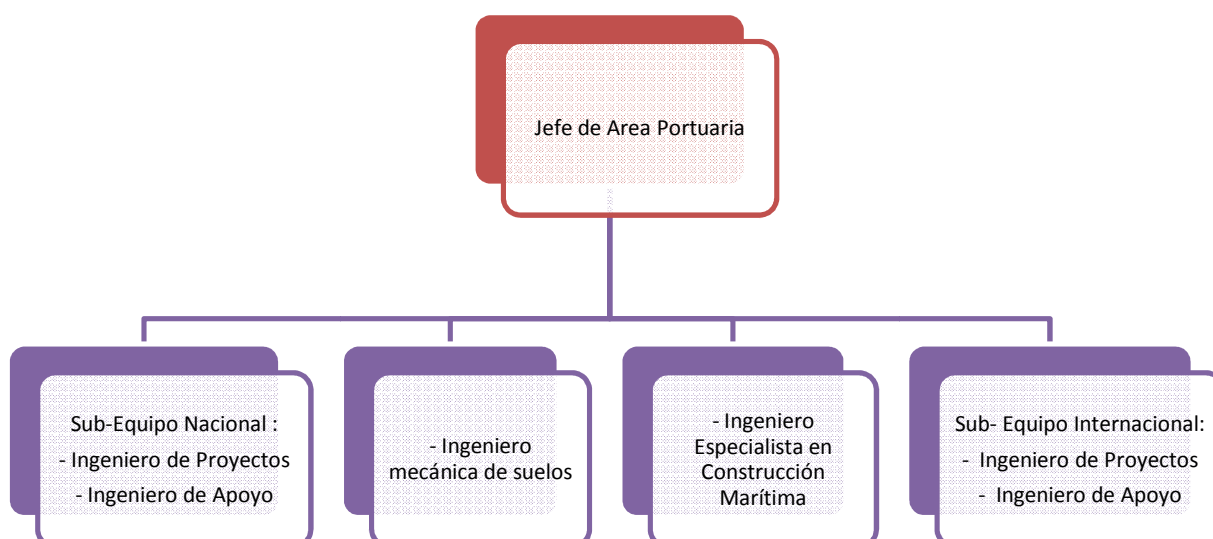 Jefe de Area Portuaria
Sub-Equipo Nacional :
- Ingeniero de Proyectos
- Ingeniero de Apoyo
- Ingeniero
mecánica de suelos
- Ingeniero
Especialista en
Construcción
Marítima
Sub- Equipo Internacional:
- Ingeniero de Proyectos
- Ingeniero de Apoyo